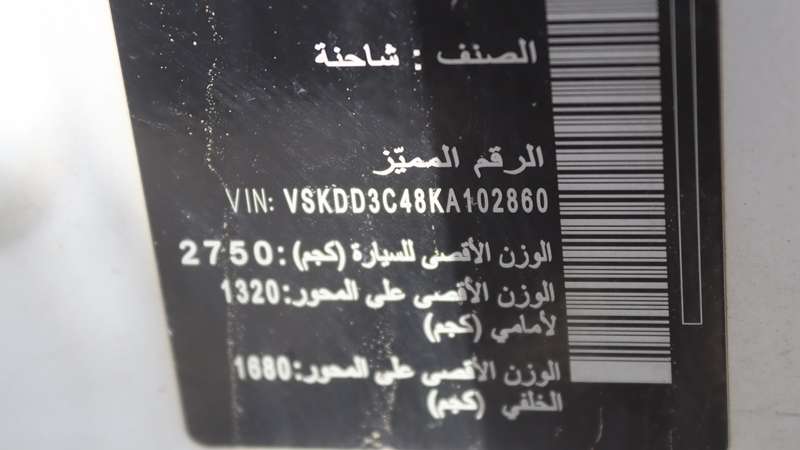 الصنف : شاحنة
الرقم المميّز
VIN: VSKDD3C48KA102860
الوزن الأقصى للسيارة (كجم):2750
الوزن الأقصى على المحور:1320
لأمامي (كجم)
الوزن الأقصى على المحور:1680
الخلفي (كجم)